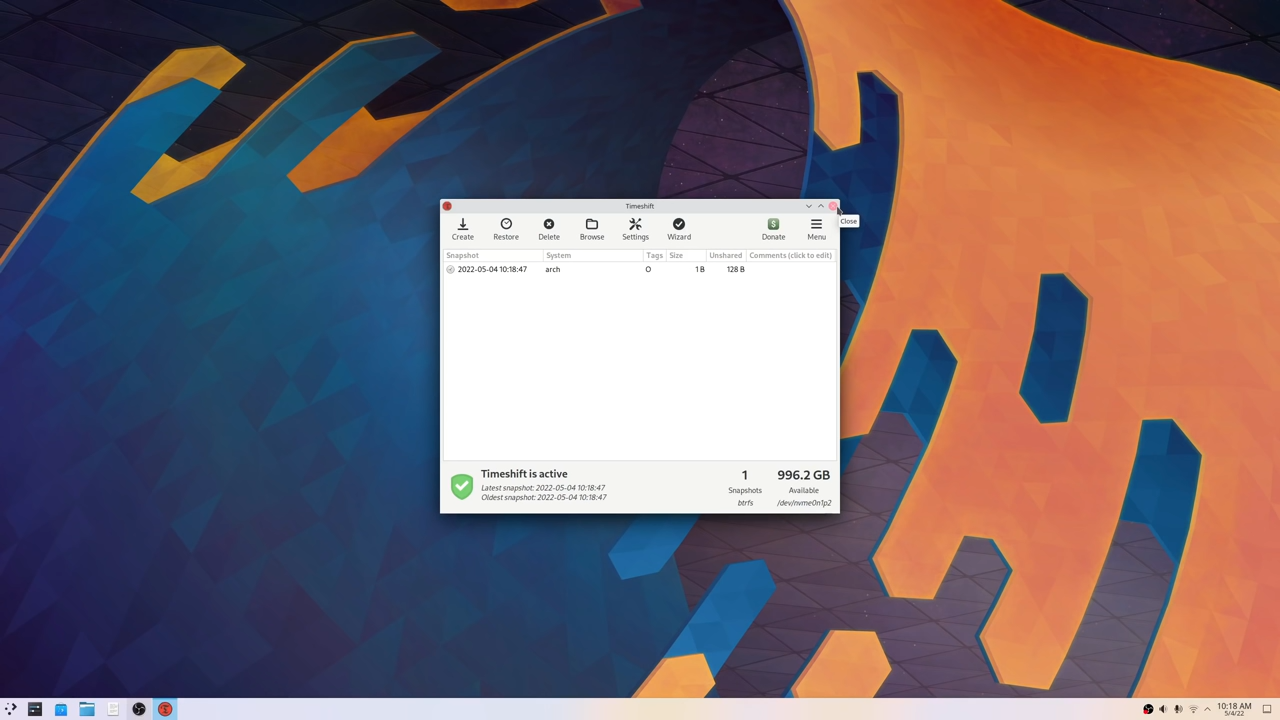 Timeshift
Close
Create
Restore
Delete
Browse
Settings
Wizard
Donate
Menu
Snapshot
System
Tags
Size
Unshared
Comments (click to edit)
2022-05-04 10:18:47
arch
O
1 B
128 B
Timeshift is active
Latest snapshot: 2022-05-04 10:18:47
Oldest snapshot: 2022-05-04 10:18:47
1
Snapshots
btrfs
996.2 GB
Available
/dev/nvme0n1p2
10:18 AM
5/4/22